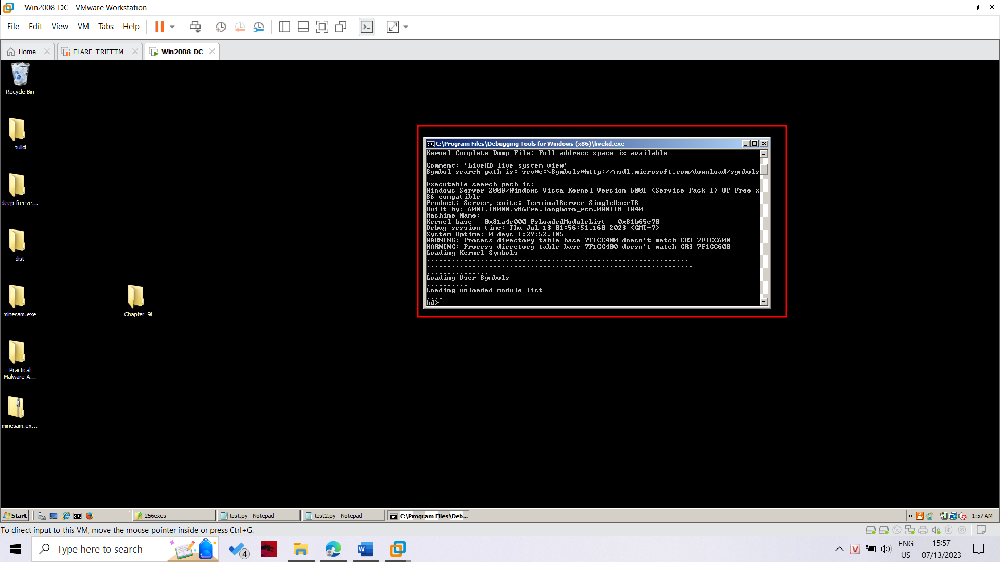 Win2008-DC - VMware Workstation
File Edit View VM Tabs Help
Home FLARE_TRIETTM Win2008-DC
Recycle Bin
build
deep-freeze...
dist
minesam.exe
Chapter_9L
Practical
Malware A...
minesam.ex...
C:\Program Files\Debugging Tools for Windows (x86)\livekd.exe
Kernel Complete Dump File: Full address space is available
Comment: 'LiveKD live system view'
Symbol search path is: srv*c:\Symbols*http://msdl.microsoft.com/download/symbols
Executable search path is:
Windows Server 2008/Windows Vista Kernel Version 6001 (Service Pack 1) UP Free x
86 compatible
Product: Server, suite: TerminalServer SingleUserTS
Built by: 6001.18000.x86fre.longhorn_rtm.080118-1840
Machine Name:
Kernel base = 0x81a4e000 PsLoadedModuleList = 0x81b65c70
Debug session time: Thu Jul 13 01:56:51.160 2023 (GMT-7)
System Uptime: 0 days 1:29:52.105
WARNING: Process directory table base 7F1CC400 doesn't match CR3 7F1CC600
WARNING: Process directory table base 7F1CC400 doesn't match CR3 7F1CC600
Loading Kernel Symbols
...............................................................
................................................................
...............
Loading User Symbols
..........
Loading unloaded module list
....
kd>
Start 256exes test.py - Notepad test2.py - Notepad C:\Program Files\Deb... « 1:57 AM
To direct input to this VM, move the mouse pointer inside or press Ctrl+G.
Type here to search 4 ENG 15:57
US 07/13/2023